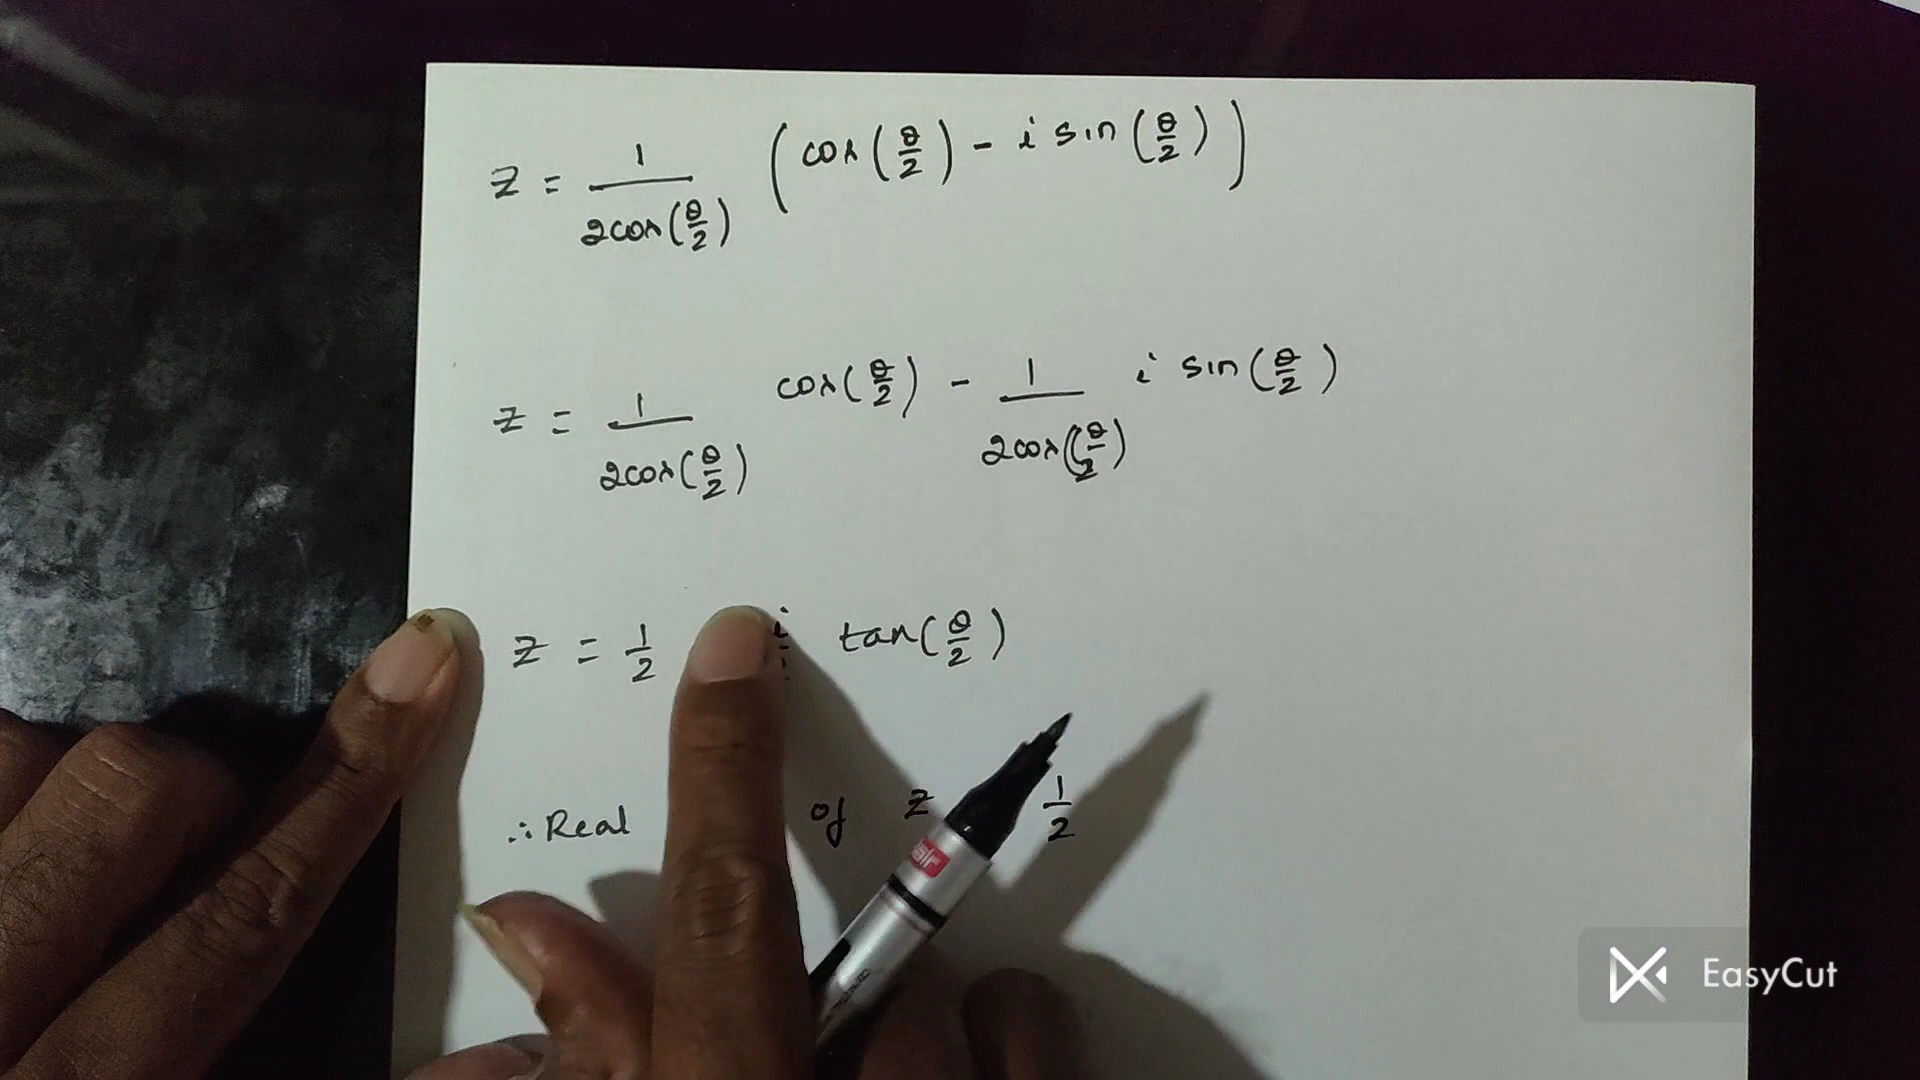 z = 1/2cos(θ/2) (cos(θ/2) - i sin(θ/2))
z = 1/2cos(θ/2) cos(θ/2) - 1/2cos(θ/2) i sin(θ/2)
z = 1/2 i tan(θ/2)
∴ Real of z 1/2
EasyCut